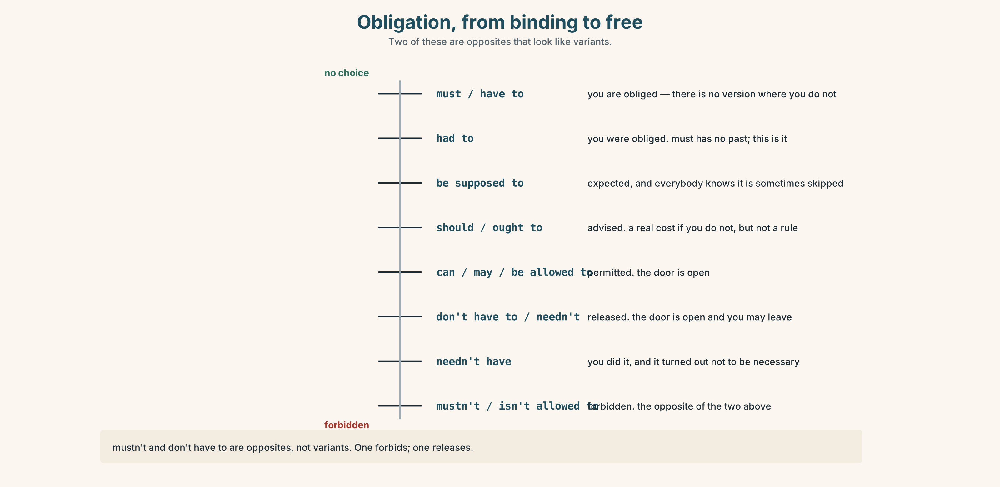 Obligation, from binding to free
Two of these are opposites that look like variants.
no choice
must / have to you are obliged — there is no version where you do not
had to you were obliged. must has no past; this is it
be supposed to expected, and everybody knows it is sometimes skipped
should / ought to advised. a real cost if you do not, but not a rule
can / may / be allowed to permitted. the door is open
don't have to / needn't released. the door is open and you may leave
needn't have you did it, and it turned out not to be necessary
mustn't / isn't allowed to forbidden. the opposite of the two above
forbidden
mustn't and don't have to are opposites, not variants. One forbids; one releases.